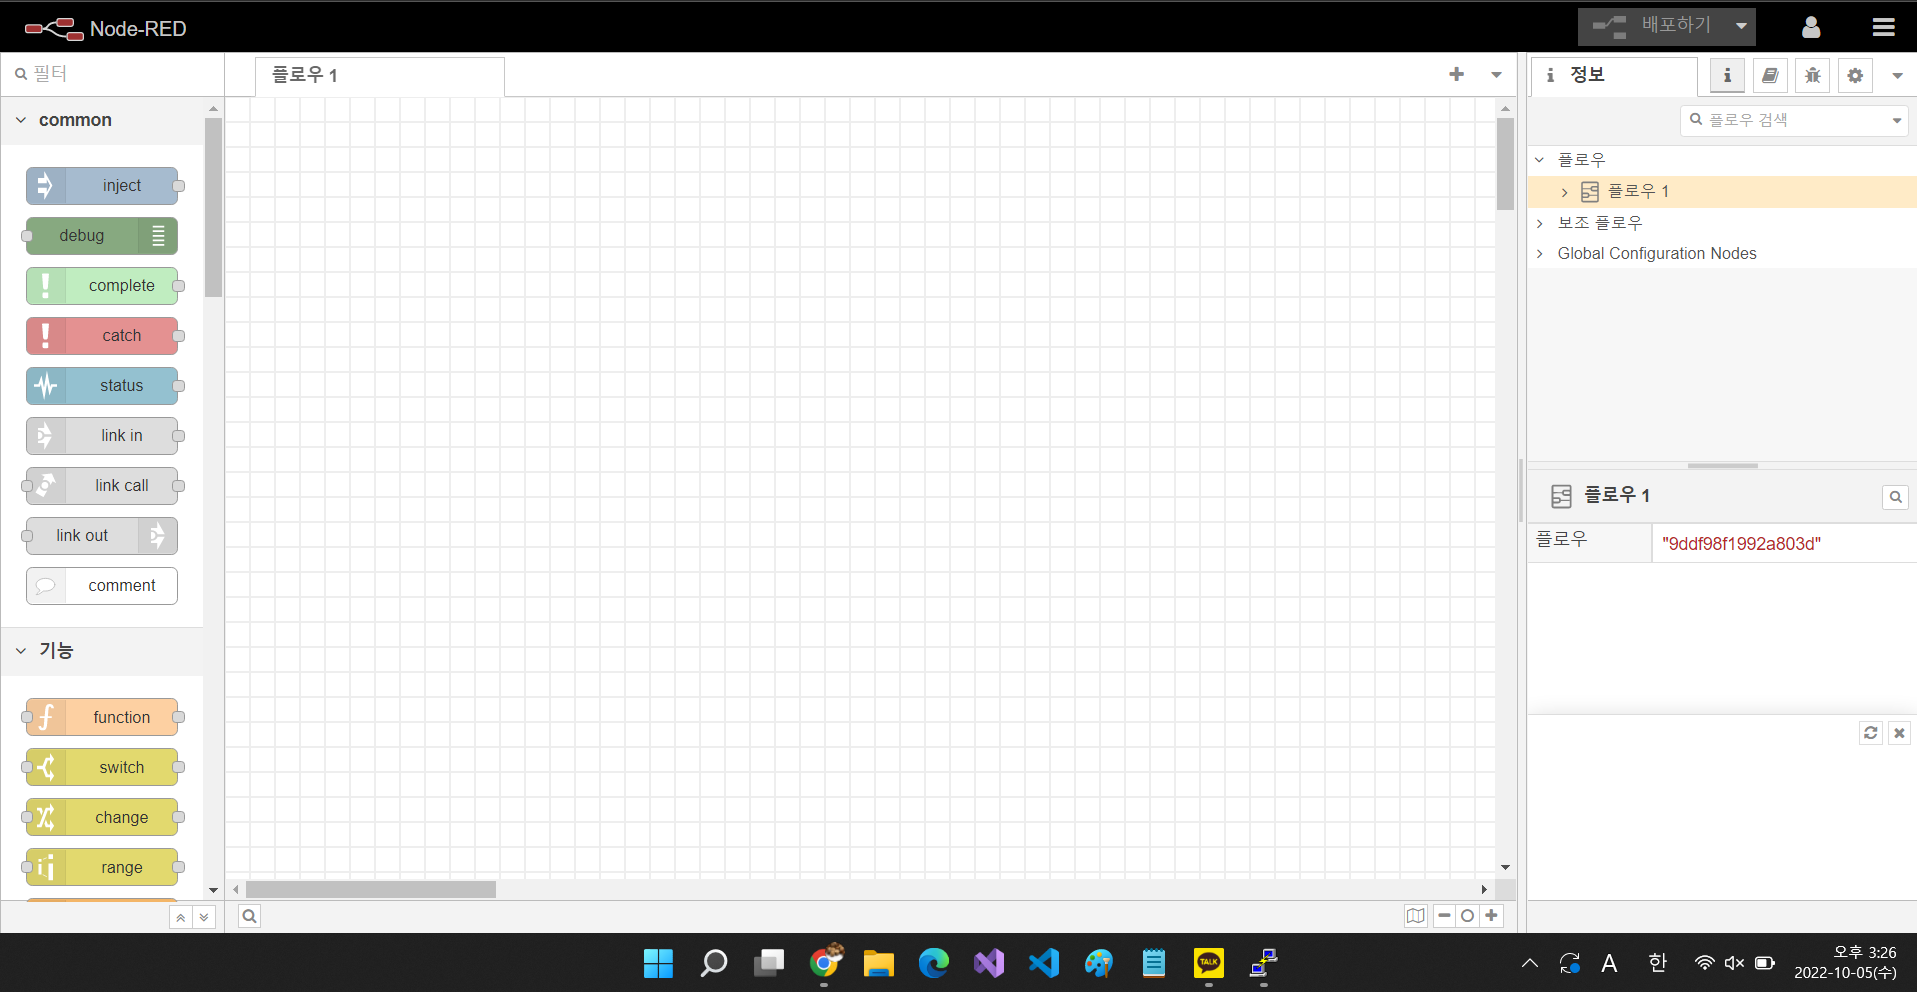 Node-RED
배포하기
필터
플로우 1
정보
common
플로우 검색
inject
debug
complete
catch
status
link in
link call
link out
comment
기능
function
switch
change
range
플로우
플로우 1
보조 플로우
Global Configuration Nodes
플로우 1
플로우 "9ddf98f1992a803d"
TALK
A 한
오후 3:26
2022-10-05(수)